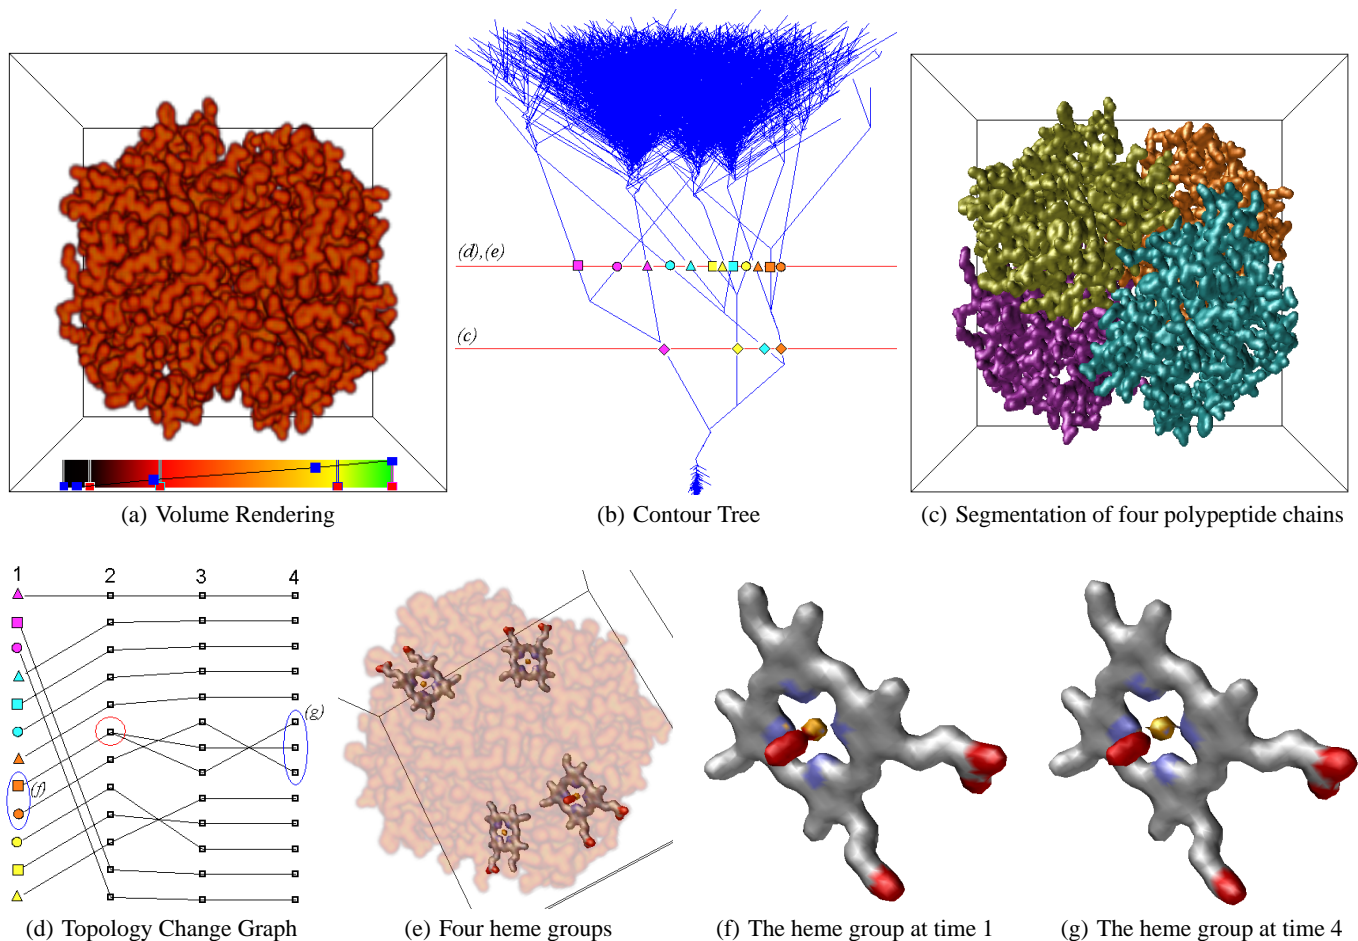 (d),(e)
(c)
(a) Volume Rendering
(b) Contour Tree
(c) Segmentation of four polypeptide chains
1 2 3 4
(g)
(f)
(d) Topology Change Graph
(e) Four heme groups
(f) The heme group at time 1
(g) The heme group at time 4